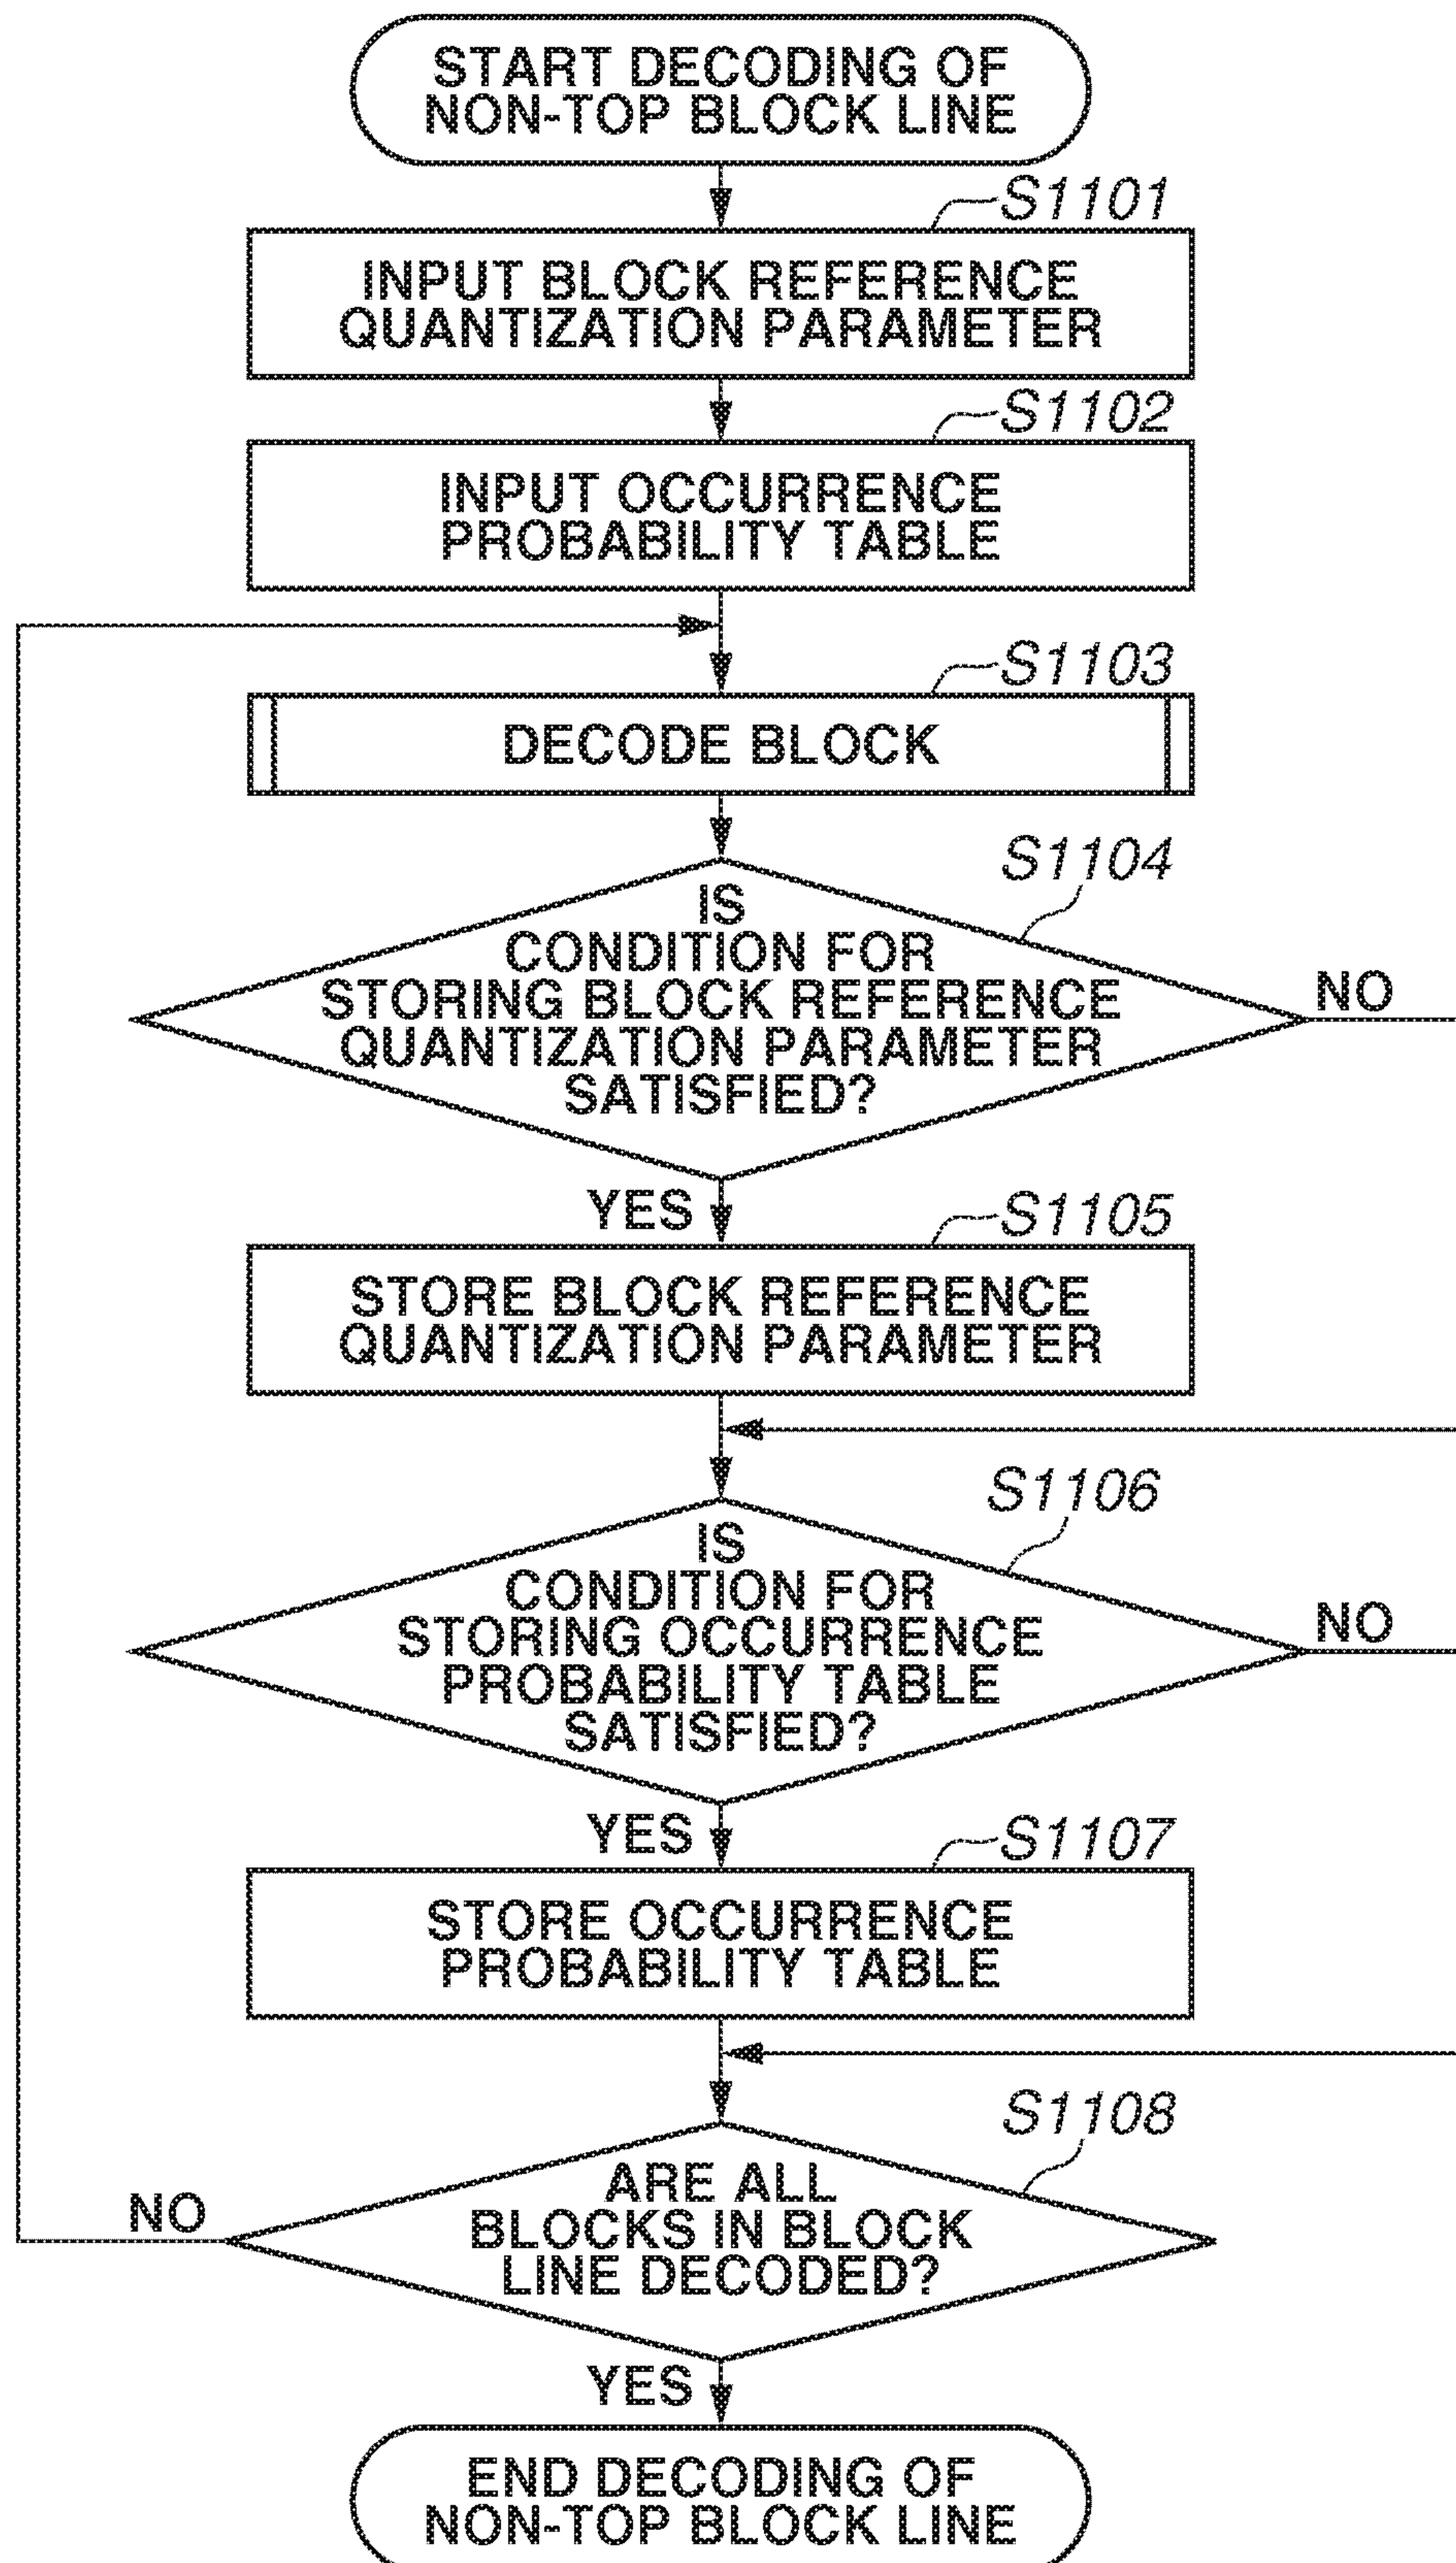 START DECODING OF
NON-TOP BLOCK LINE
S1101
INPUT BLOCK REFERENCE
QUANTIZATION PARAMETER
S1102
INPUT OCCURRENCE
PROBABILITY TABLE
S1103
DECODE BLOCK
S1104
IS
CONDITION FOR
STORING BLOCK REFERENCE
QUANTIZATION PARAMETER
SATISFIED?
NO
YES
S1105
STORE BLOCK REFERENCE
QUANTIZATION PARAMETER
S1106
IS
CONDITION FOR
STORING OCCURRENCE
PROBABILITY TABLE
SATISFIED?
NO
YES
S1107
STORE OCCURRENCE
PROBABILITY TABLE
S1108
ARE ALL
BLOCKS IN BLOCK
LINE DECODED?
NO
YES
END DECODING OF
NON-TOP BLOCK LINE